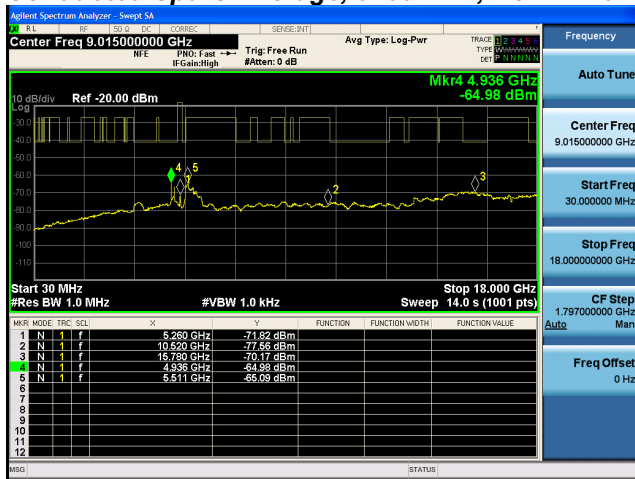 Agilent Spectrum Analyzer - Swept SA
RL RF 50 Ω DC CORREC SENSE:INT
Center Freq 9.015000000 GHz
NFE PNO: Fast IFGain:High
Trig: Free Run #Atten: 0 dB
Avg Type: Log-Pwr
TRACE 1 2 3 4 5 6
TYPE
DET P N N N N N
Mkr4 4.936 GHz
-64.98 dBm
10 dB/div Ref -20.00 dBm
Log
-30.0
-40.0
-50.0
-60.0
-70.0
-80.0
-90.0
-100
-110
4 5
1
2
3
Start 30 MHz Stop 18.000 GHz
#Res BW 1.0 MHz #VBW 1.0 kHz Sweep 14.0 s (1001 pts)
MKR MODE TRC SCL X Y FUNCTION FUNCTION WIDTH FUNCTION VALUE
1 N 1 f 5.260 GHz -71.82 dBm
2 N 1 f 10.520 GHz -77.56 dBm
3 N 1 f 15.780 GHz -70.17 dBm
4 N 1 f 4.936 GHz -64.98 dBm
5 N 1 f 5.511 GHz -65.09 dBm
6
7
8
9
10
11
12
MSG STATUS
Frequency
Auto Tune
Center Freq
9.015000000 GHz
Start Freq
30.000000 MHz
Stop Freq
18.000000000 GHz
CF Step
1.797000000 GHz
Auto Man
Freq Offset
0 Hz